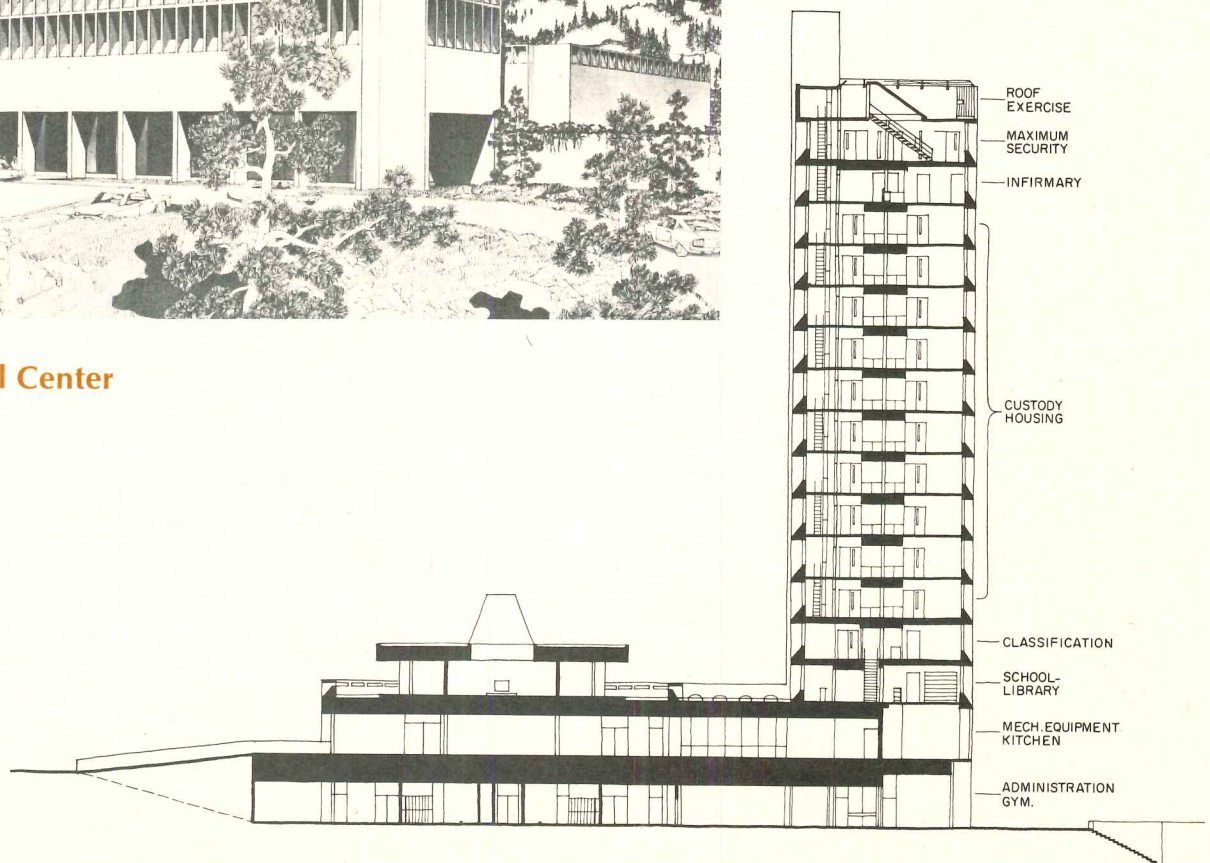 l Center
ROOF
EXERCISE
MAXIMUM
SECURITY
INFIRMARY
CUSTODY
HOUSING
CLASSIFICATION
SCHOOL-
LIBRARY
MECH. EQUIPMENT
KITCHEN
ADMINISTRATION
GYM.